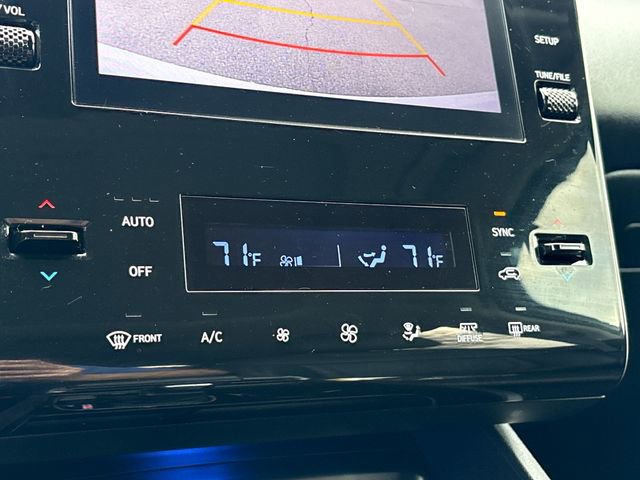 / VOL
SETUP
TUNE/FILE
AUTO
SYNC
71°F 71°F
OFF
FRONT A/C DIFFUSE REAR